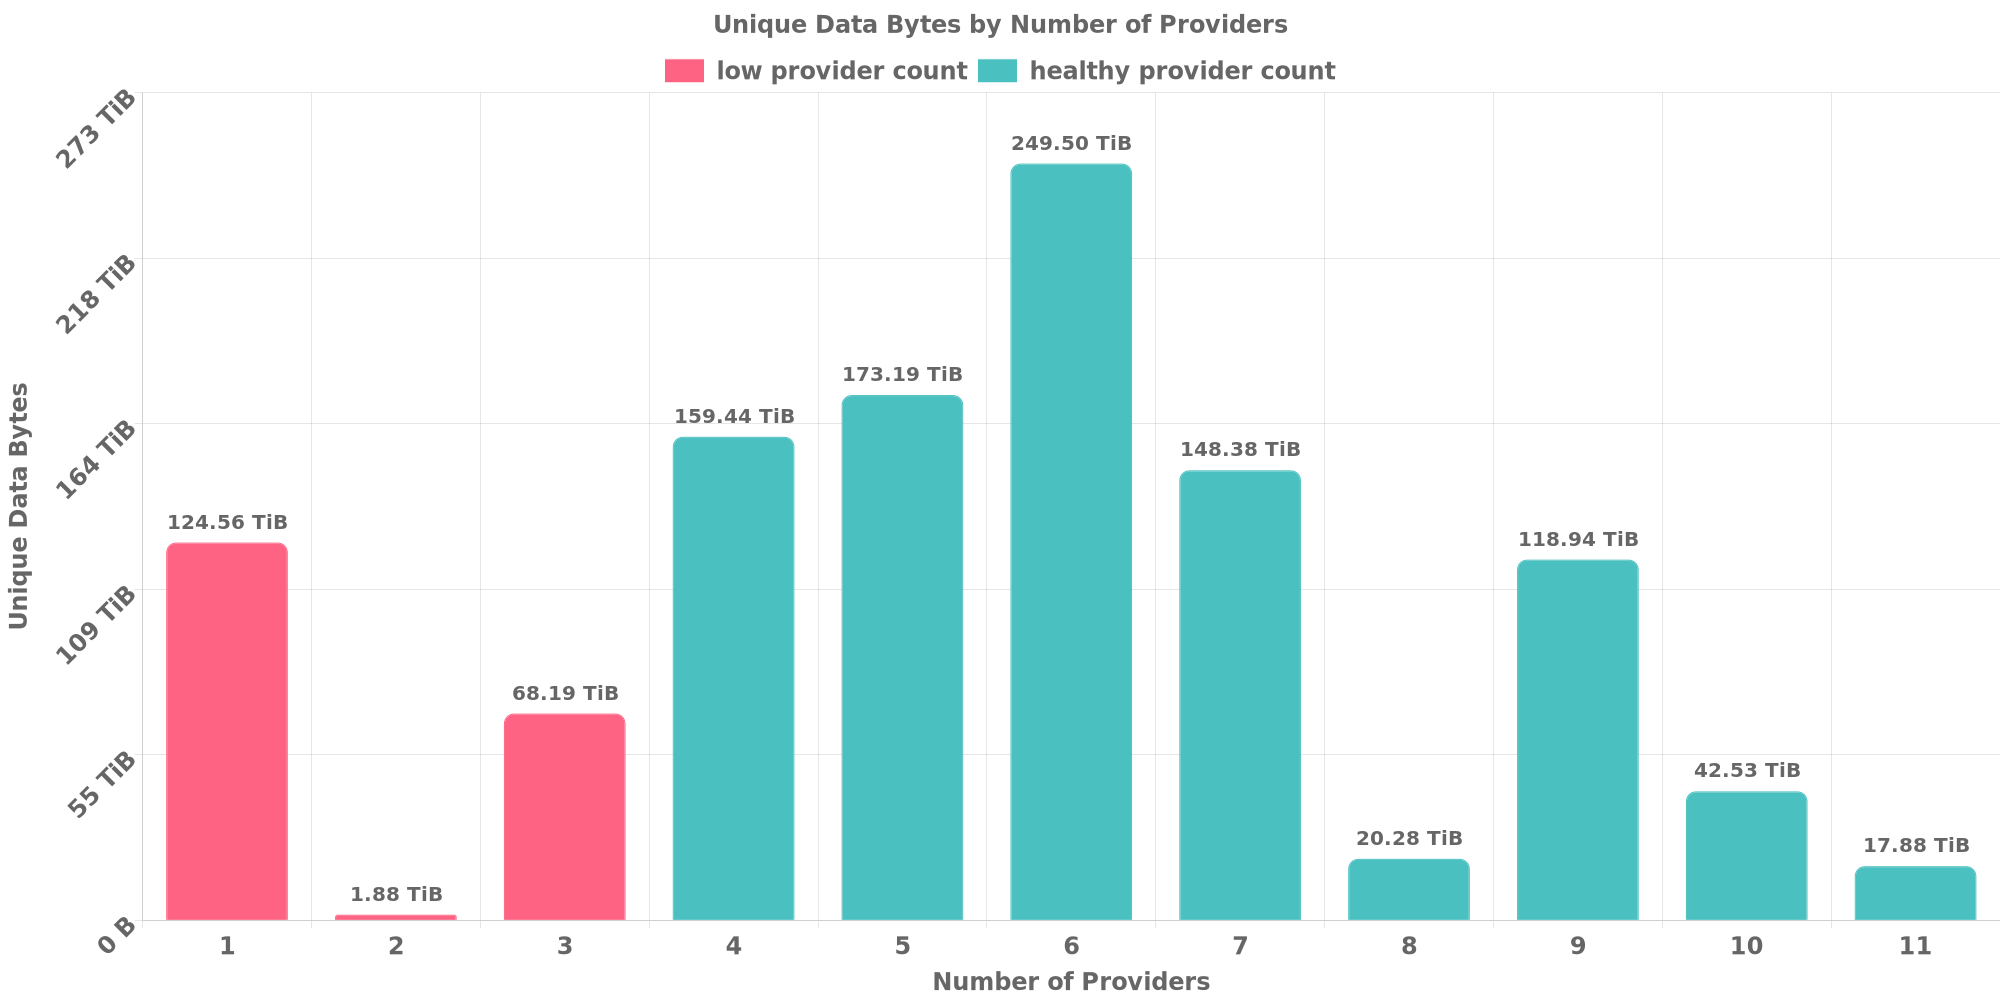 Unique Data Bytes by Number of Providers
low provider count healthy provider count
273 TiB
218 TiB
164 TiB
109 TiB
55 TiB
0 B
Unique Data Bytes
124.56 TiB
1.88 TiB
68.19 TiB
159.44 TiB
173.19 TiB
249.50 TiB
148.38 TiB
20.28 TiB
118.94 TiB
42.53 TiB
17.88 TiB
1 2 3 4 5 6 7 8 9 10 11
Number of Providers